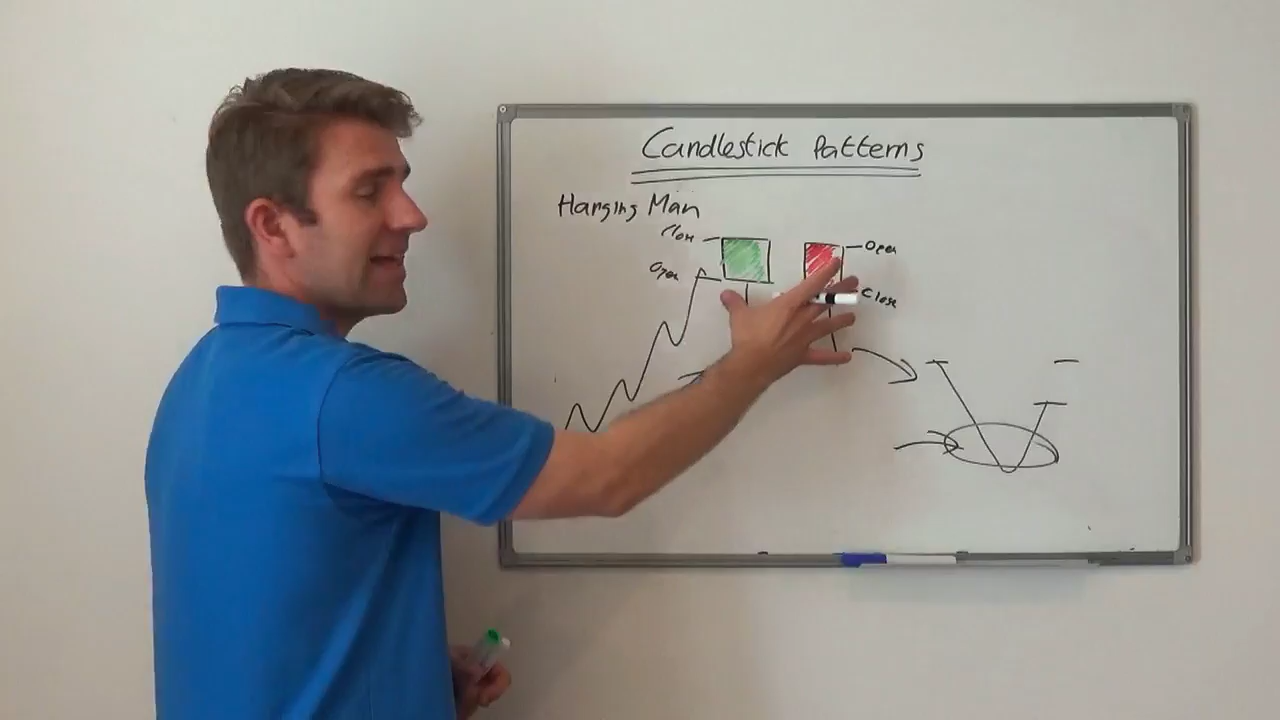 Candlestick Patterns
Hanging Man
Close
Open
Open
Close